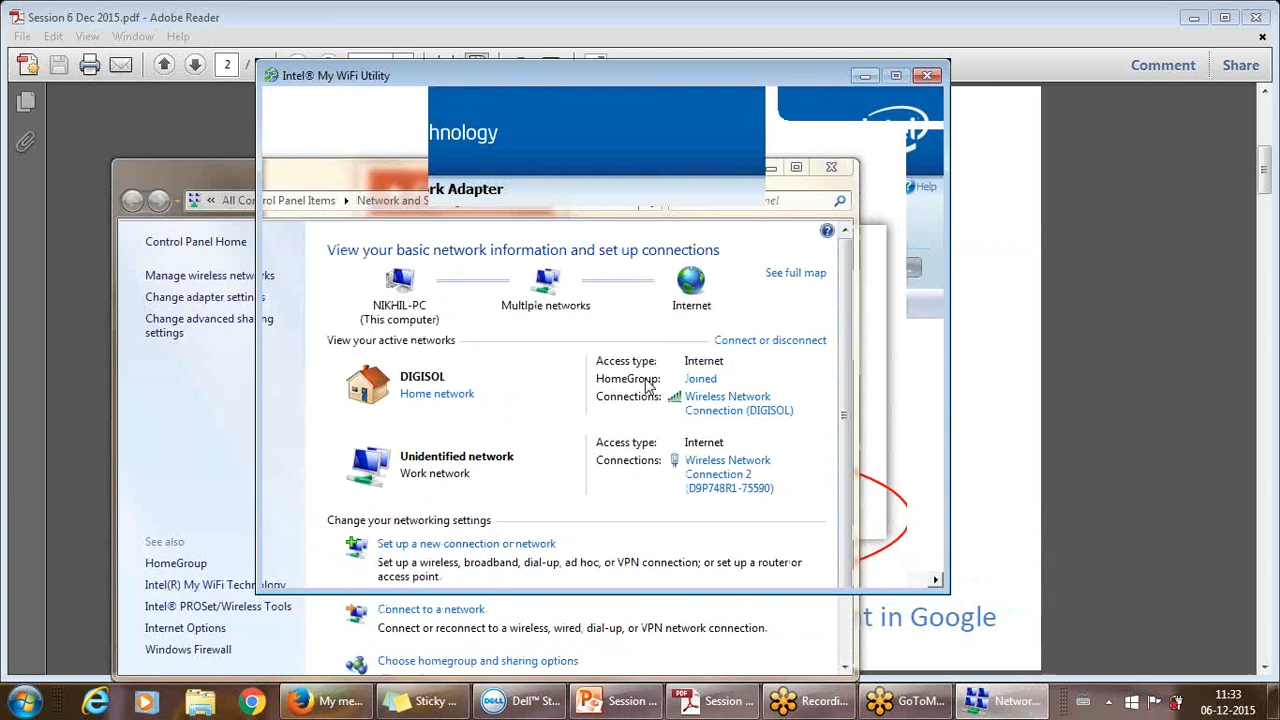 Session 6 Dec 2015.pdf - Adobe Reader
File Edit View Window Help
2
Comment Share
Intel® My WiFi Utility
hnology
rk Adapter
Help
All Control Panel Items Network and S
Control Panel Home
Manage wireless networks
Change adapter settings
Change advanced sharing
settings
View your basic network information and set up connections
See full map
NIKHIL-PC
(This computer)
Multiple networks
Internet
View your active networks
Connect or disconnect
DIGISOL
Home network
Access type: Internet
HomeGroup: Joined
Connections: Wireless Network
Connection (DIGISOL)
Unidentified network
Work network
Access type: Internet
Connections: Wireless Network
Connection 2
(D9P748R1-75590)
Change your networking settings
Set up a new connection or network
Set up a wireless, broadband, dial-up, ad hoc, or VPN connection; or set up a router or
access point.
Connect to a network
Connect or reconnect to a wireless, wired, dial-up, or VPN network connection.
Choose homegroup and sharing options
See also
HomeGroup
Intel(R) My WiFi Technology
Intel® PROSet/Wireless Tools
Internet Options
Windows Firewall
t in Google
My me...
Sticky ...
Dell™ St...
Session ...
Session ...
Recordi...
GoToM...
Networ...
11:33
06-12-2015